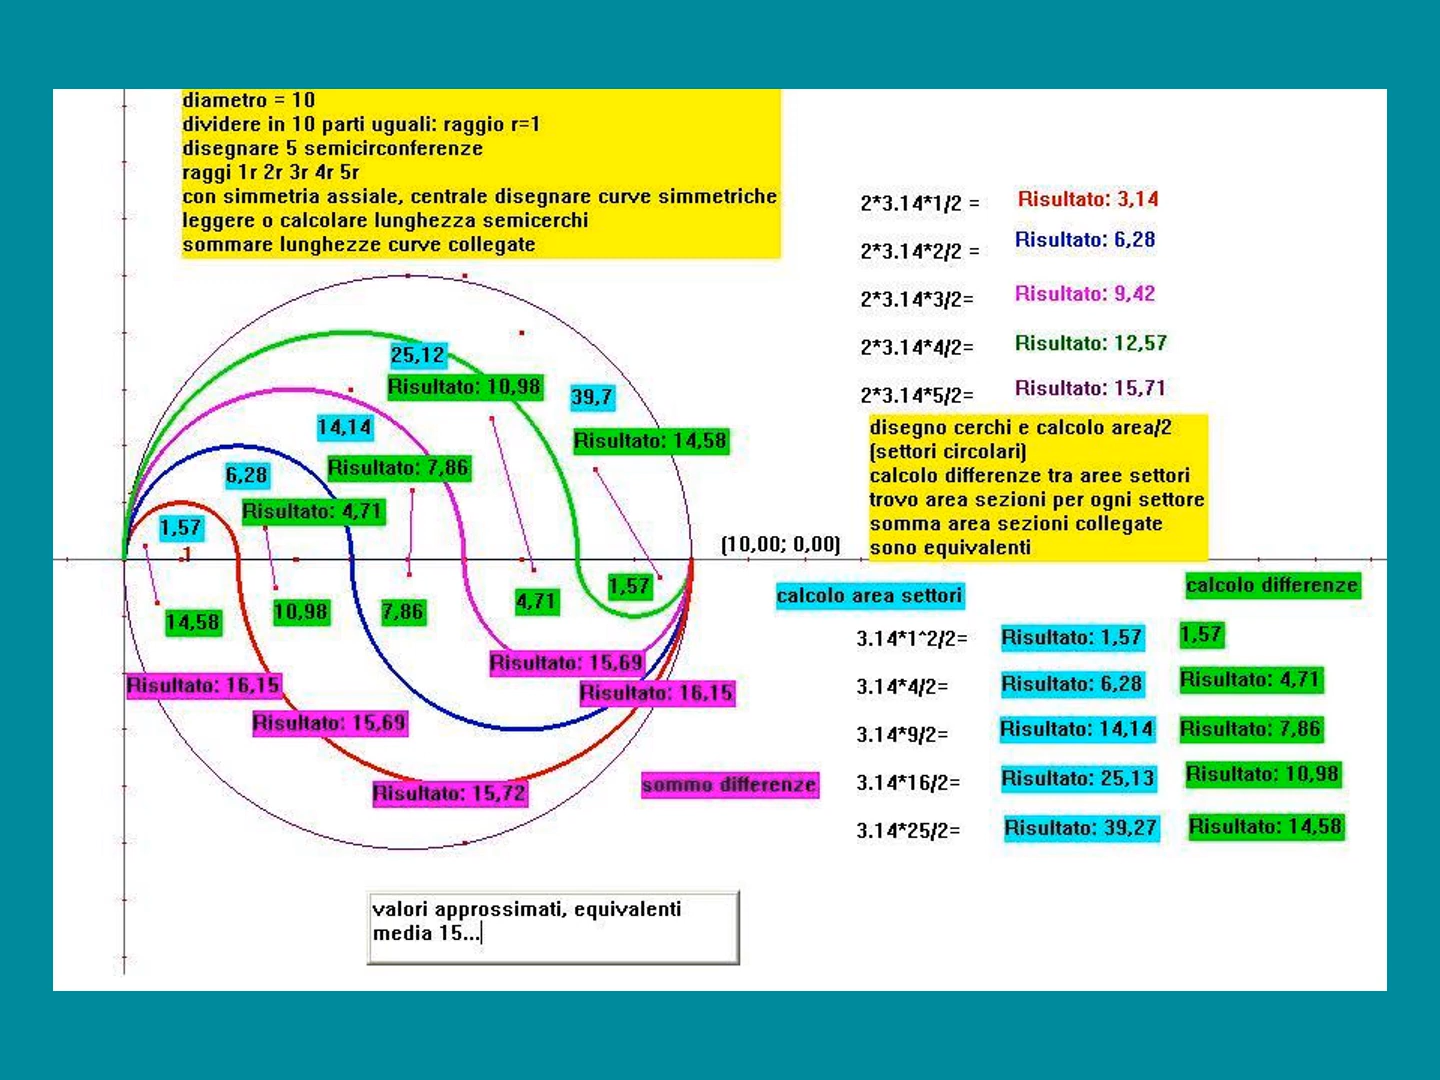 diametro = 10
dividere in 10 parti uguali: raggio r=1
disegnare 5 semicirconferenze
raggi 1r 2r 3r 4r 5r
con simmetria assiale, centrale disegnare curve simmetriche
leggere o calcolare lunghezza semicerchi
sommare lunghezze curve collegate
2*3.14*1/2 = Risultato: 3,14
2*3.14*2/2 = Risultato: 6,28
2*3.14*3/2= Risultato: 9,42
2*3.14*4/2= Risultato: 12,57
2*3.14*5/2= Risultato: 15,71
disegno cerchi e calcolo area/2
(settori circolari)
calcolo differenze tra aree settori
trovo area sezioni per ogni settore
somma area sezioni collegate
sono equivalenti
25,12
Risultato: 10,98
39,7
14,14
Risultato: 14,58
Risultato: 7,86
6,28
Risultato: 4,71
1,57
1
(10,00; 0,00)
14,58
10,98
7,86
4,71
1,57
Risultato: 15,69
Risultato: 16,15
Risultato: 16,15
Risultato: 15,69
Risultato: 15,72
sommo differenze
calcolo area settori
calcolo differenze
3.14*1^2/2= Risultato: 1,57 1,57
3.14*4/2= Risultato: 6,28 Risultato: 4,71
3.14*9/2= Risultato: 14,14 Risultato: 7,86
3.14*16/2= Risultato: 25,13 Risultato: 10,98
3.14*25/2= Risultato: 39,27 Risultato: 14,58
valori approssimati, equivalenti
media 15...